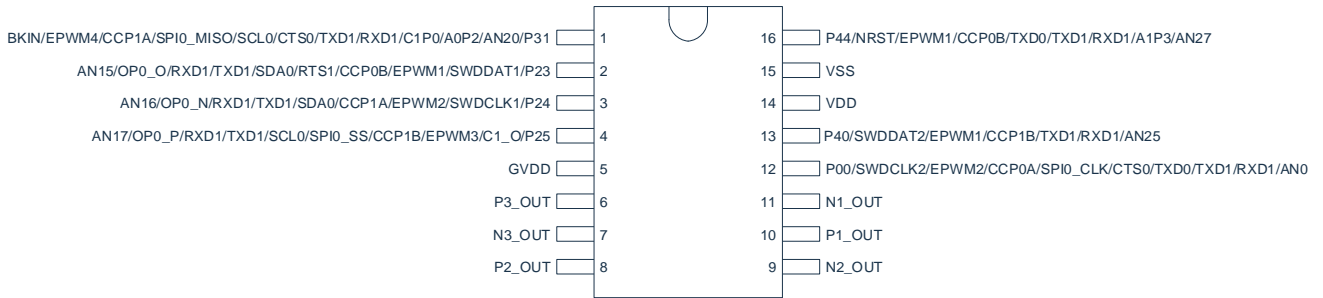 BKIN/EPWM4/CCP1A/SPI0_MISO/SCL0/CTS0/TXD1/RXD1/C1P0/A0P2/AN20/P31 1 16 P44/NRST/EPWM1/CCP0B/TXD0/TXD1/RXD1/A1P3/AN27
AN15/OP0_O/RXD1/TXD1/SDA0/RTS1/CCP0B/EPWM1/SWDDAT1/P23 2 15 VSS
AN16/OP0_N/RXD1/TXD1/SDA0/CCP1A/EPWM2/SWDCLK1/P24 3 14 VDD
AN17/OP0_P/RXD1/TXD1/SCL0/SPI0_SS/CCP1B/EPWM3/C1_O/P25 4 13 P40/SWDDAT2/EPWM1/CCP1B/TXD1/RXD1/AN25
GVDD 5 12 P00/SWDCLK2/EPWM2/CCP0A/SPI0_CLK/CTS0/TXD0/TXD1/RXD1/AN0
P3_OUT 6 11 N1_OUT
N3_OUT 7 10 P1_OUT
P2_OUT 8 9 N2_OUT